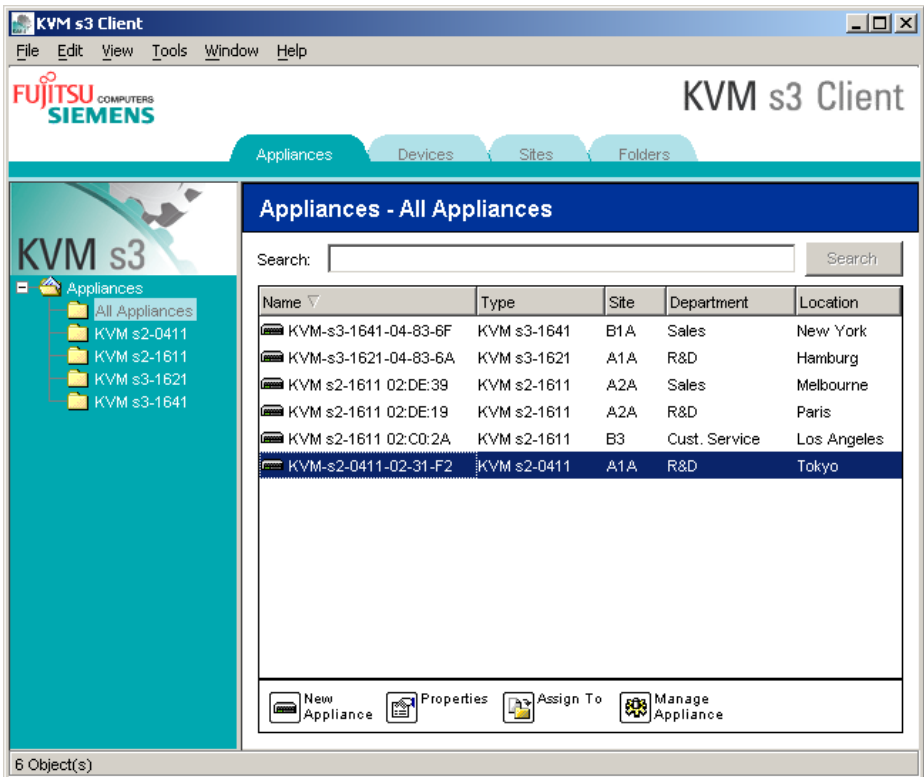 KVM s3 Client
File Edit View Tools Window Help
FUJITSU COMPUTERS
SIEMENS
KVM s3 Client
Appliances Devices Sites Folders
KVM s3
Appliances
All Appliances
KVM s2-0411
KVM s2-1611
KVM s3-1621
KVM s3-1641
Appliances - All Appliances
Search: Search
Name Type Site Department Location
KVM-s3-1641-04-83-6F KVM s3-1641 B1A Sales New York
KVM-s3-1621-04-83-6A KVM s3-1621 A1A R&D Hamburg
KVM s2-1611 02:DE:39 KVM s2-1611 A2A Sales Melbourne
KVM s2-1611 02:DE:19 KVM s2-1611 A2A R&D Paris
KVM s2-1611 02:C0:2A KVM s2-1611 B3 Cust. Service Los Angeles
KVM-s2-0411-02-31-F2 KVM s2-0411 A1A R&D Tokyo
New Appliance Properties Assign To Manage Appliance
6 Object(s)